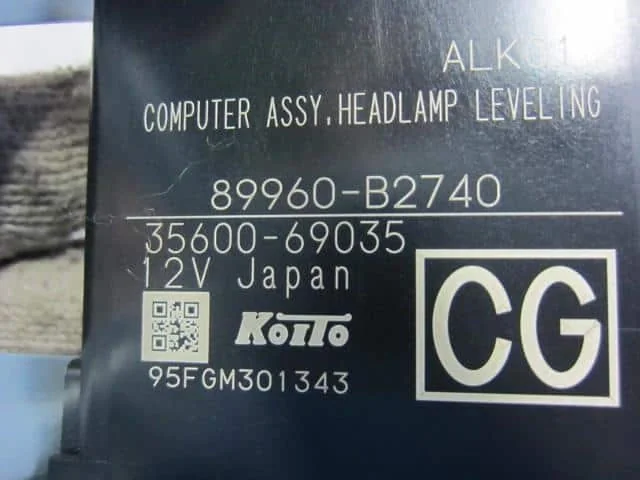 COMPUTER ASSY, HEADLAMP LEVELING
89960-B2740
35600-69035
12V Japan
CG
KOITO
95FGM301343